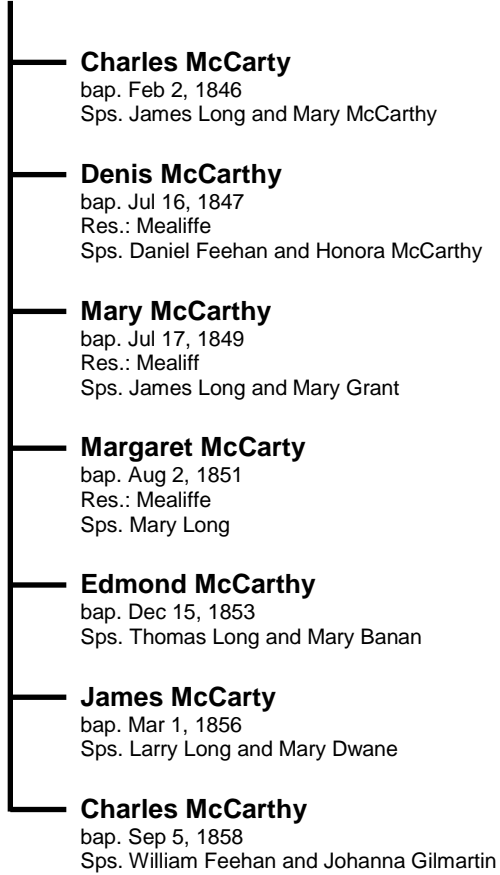 Charles McCarty
bap. Feb 2, 1846
Sps. James Long and Mary McCarthy
Denis McCarthy
bap. Jul 16, 1847
Res.: Mealiffe
Sps. Daniel Feehan and Honora McCarthy
Mary McCarthy
bap. Jul 17, 1849
Res.: Mealiff
Sps. James Long and Mary Grant
Margaret McCarty
bap. Aug 2, 1851
Res.: Mealiffe
Sps. Mary Long
Edmond McCarthy
bap. Dec 15, 1853
Sps. Thomas Long and Mary Banan
James McCarty
bap. Mar 1, 1856
Sps. Larry Long and Mary Dwane
Charles McCarthy
bap. Sep 5, 1858
Sps. William Feehan and Johanna Gilmartin